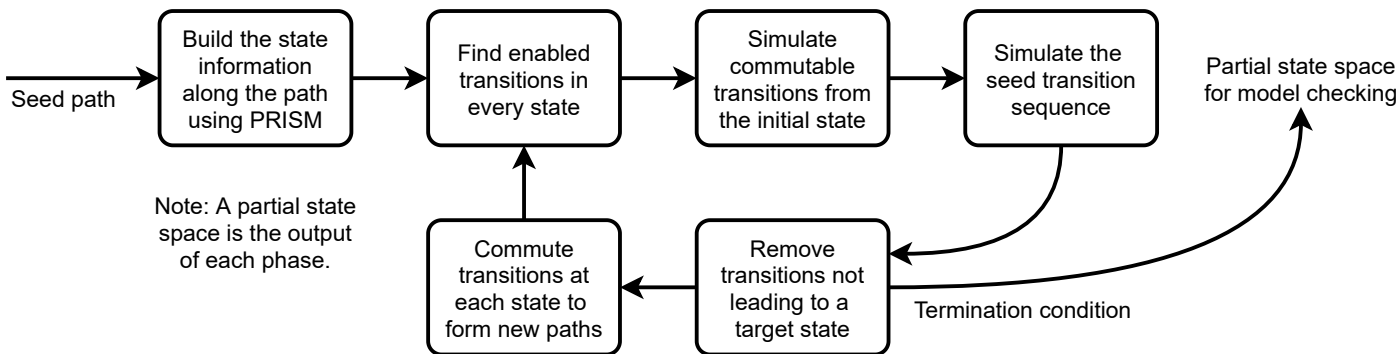 Seed path
Build the state
information
along the path
using PRISM
Find enabled
transitions in
every state
Simulate
commutable
transitions from
the initial state
Simulate the
seed transition
sequence
Partial state space
for model checking
Note: A partial state
space is the output
of each phase.
Commute
transitions at
each state to
form new paths
Remove
transitions not
leading to a
target state
Termination condition